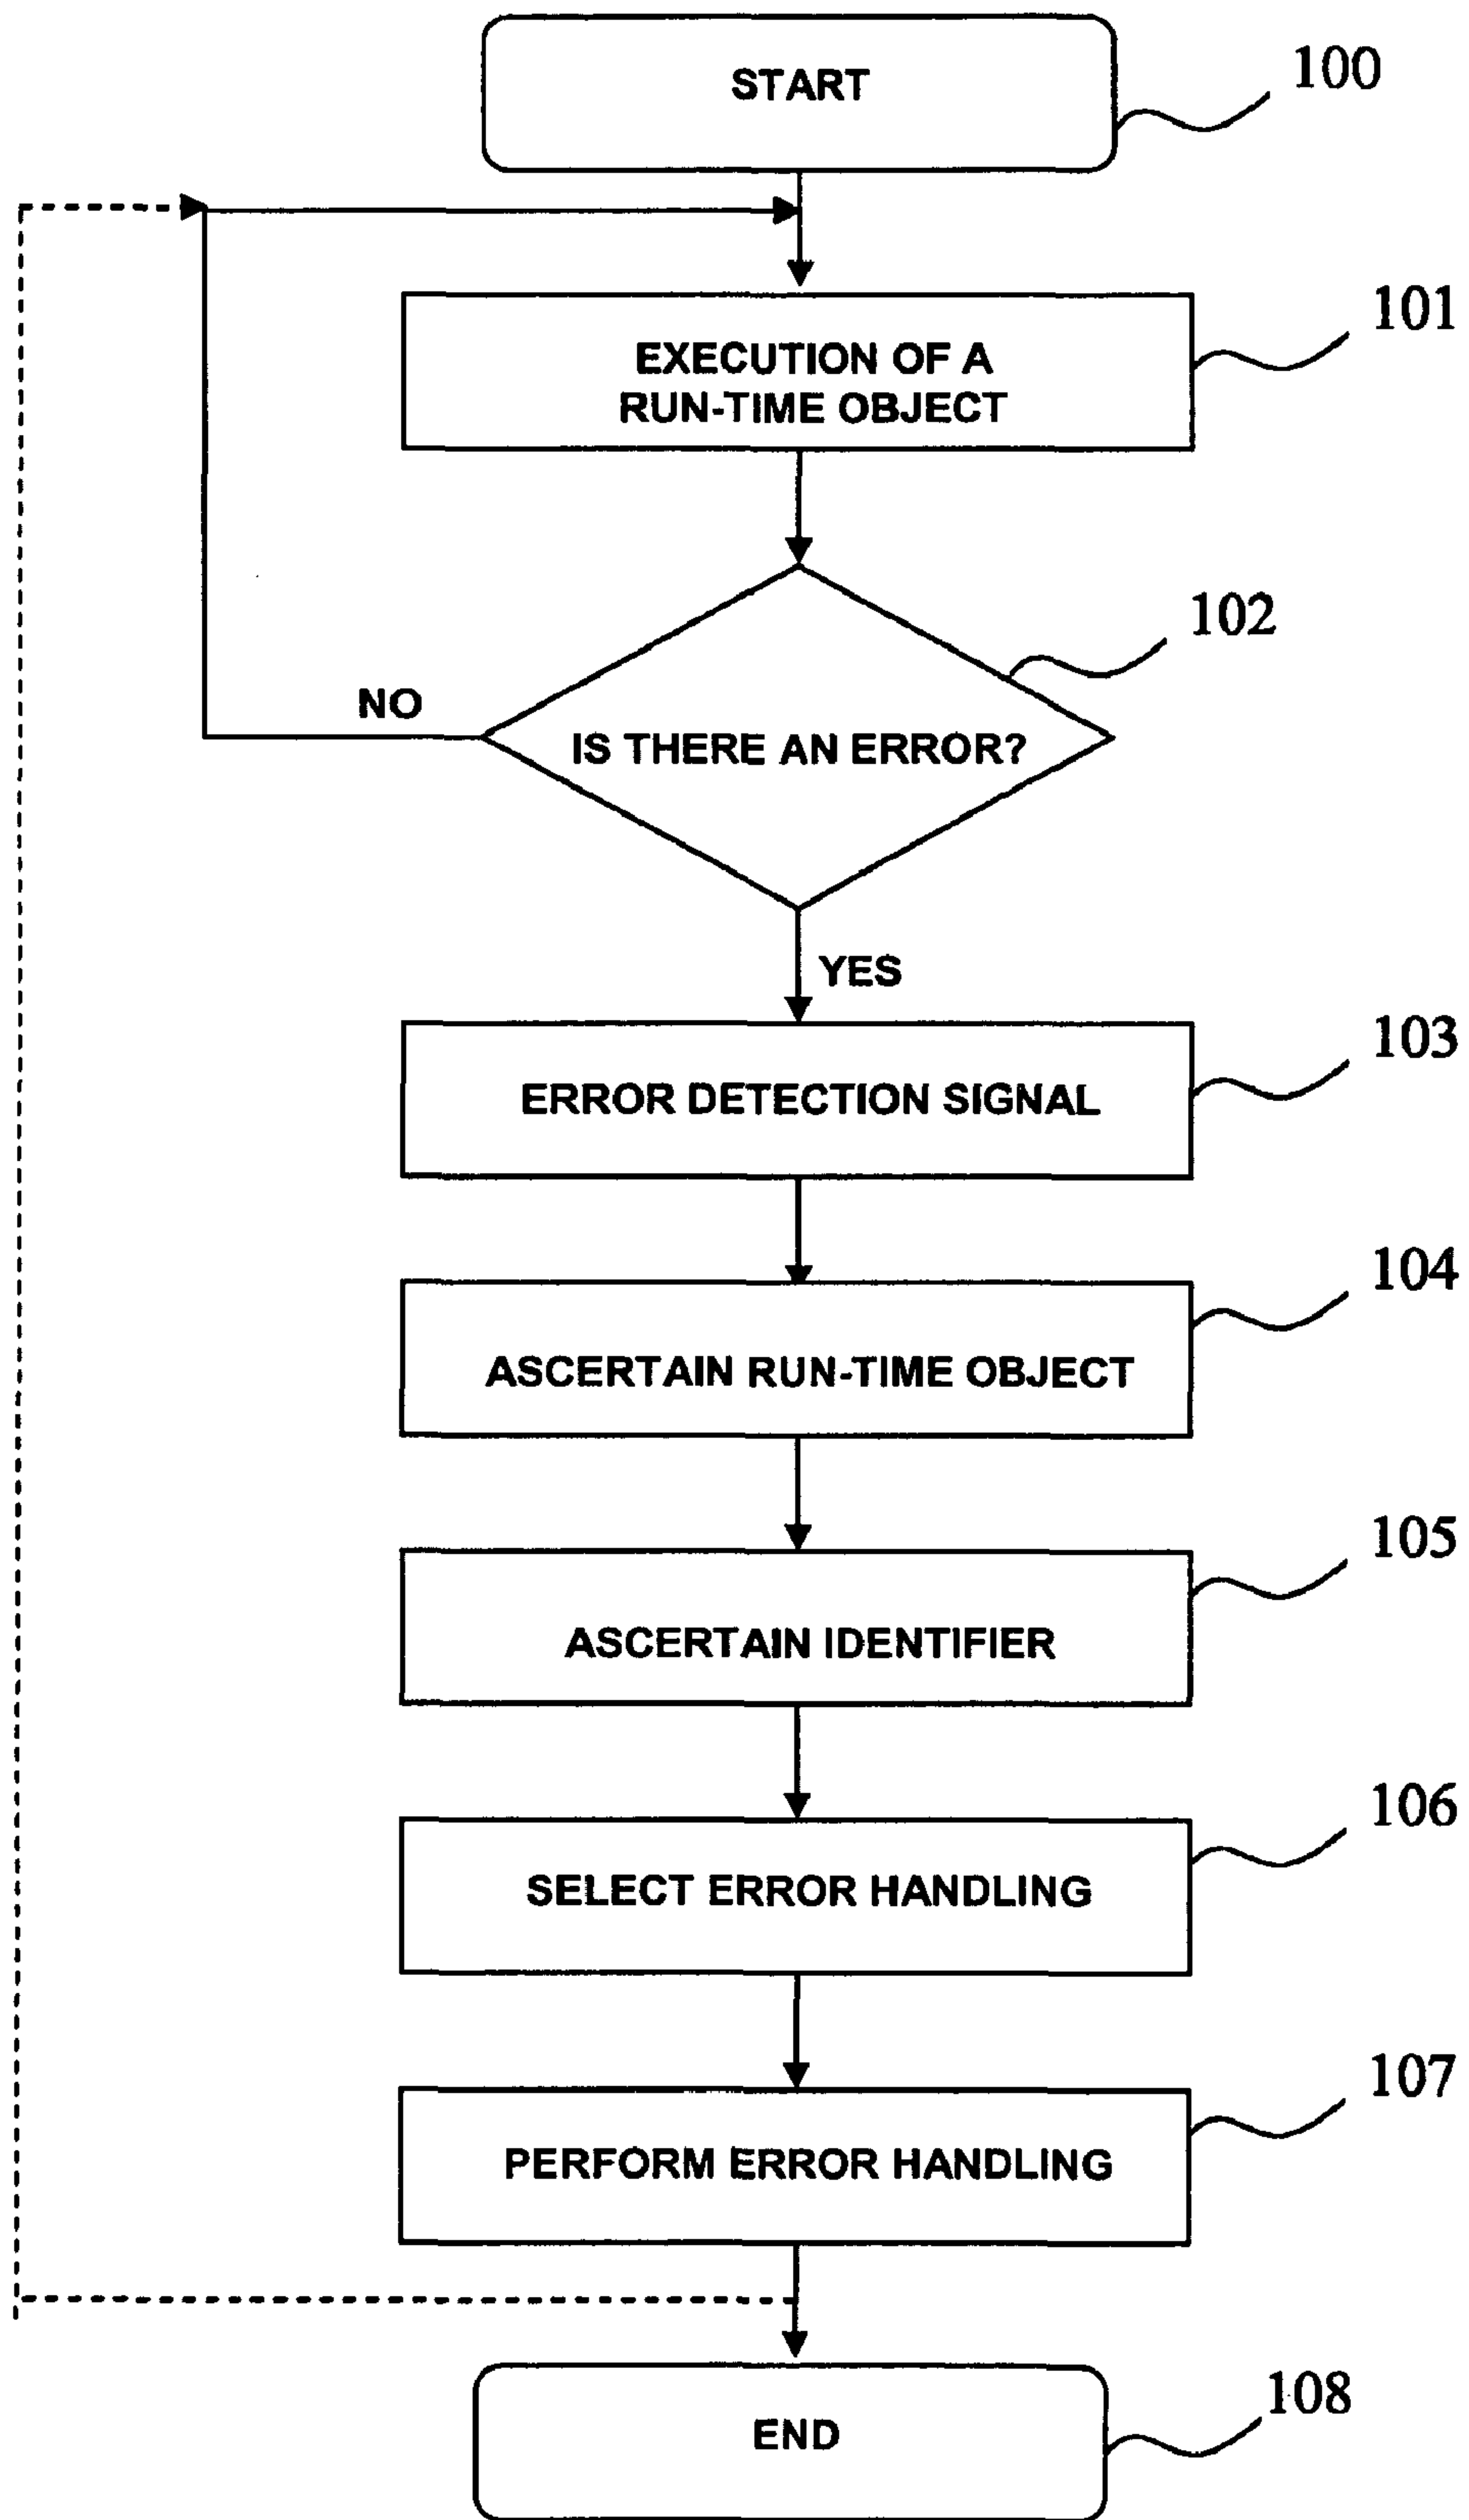 START
100
EXECUTION OF A
RUN-TIME OBJECT
101
102
NO
IS THERE AN ERROR?
YES
ERROR DETECTION SIGNAL
103
ASCERTAIN RUN-TIME OBJECT
104
ASCERTAIN IDENTIFIER
105
SELECT ERROR HANDLING
106
PERFORM ERROR HANDLING
107
END
108